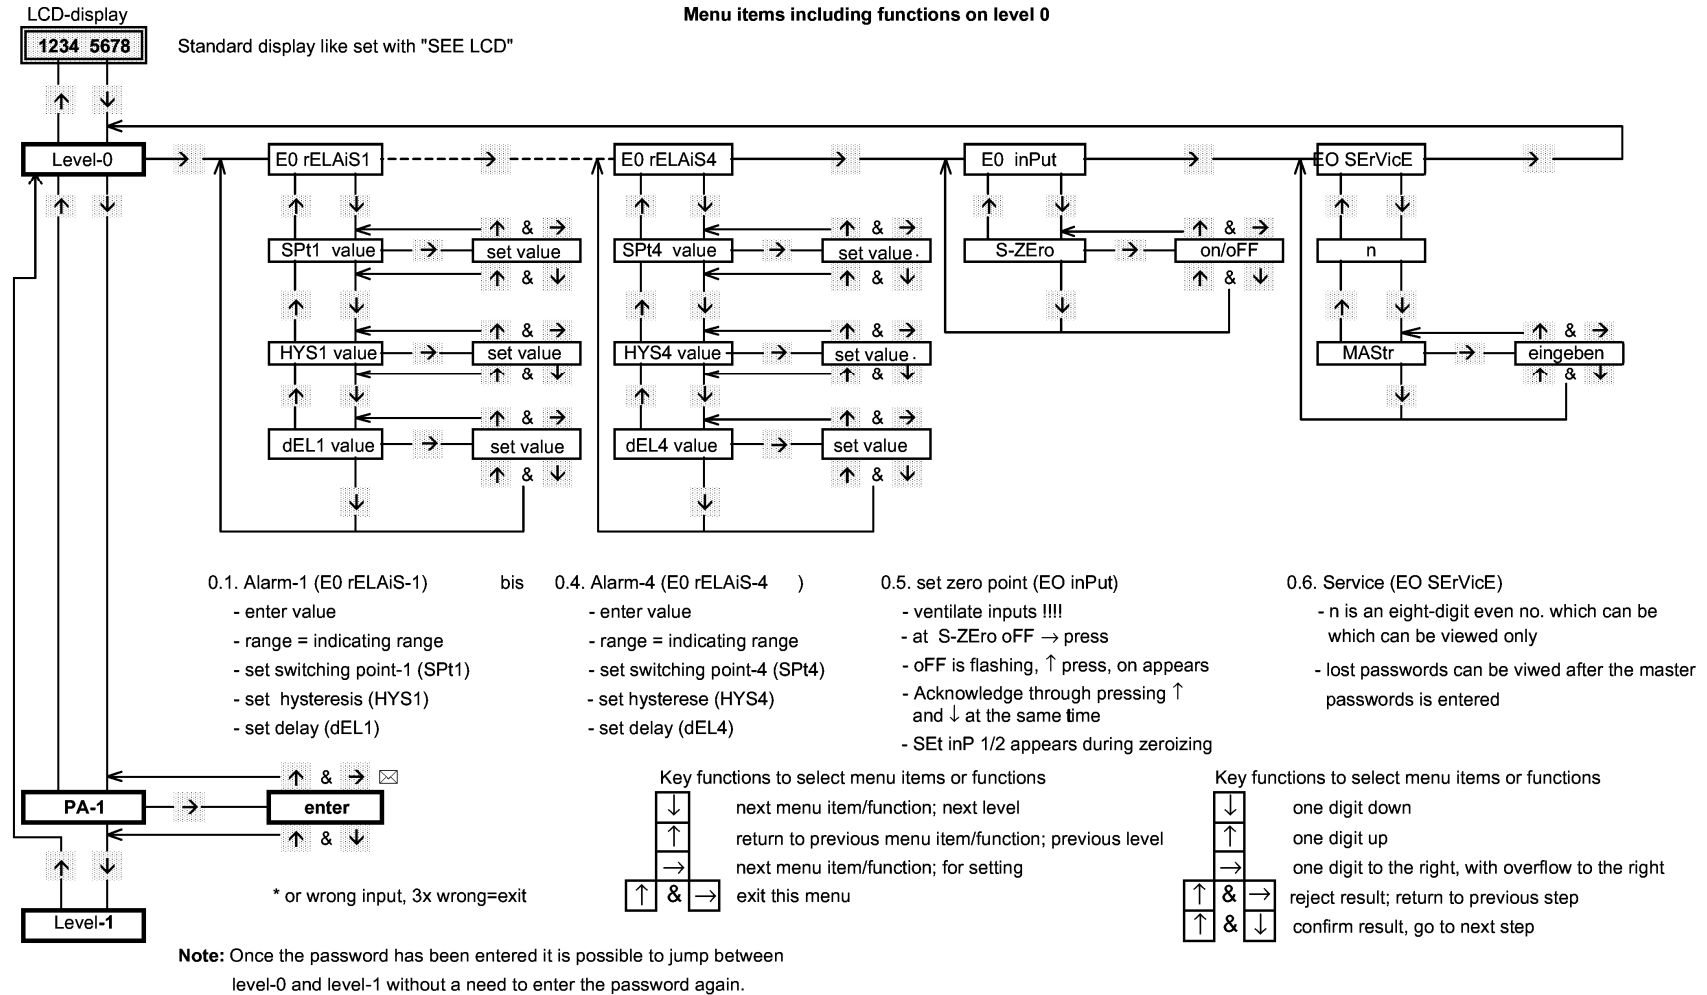 LCD-display
Menu items including functions on level 0
1234 5678
Standard display like set with "SEE LCD"
↑ ↓
Level-0 → E0 rELAiS1 → E0 rELAiS4 → E0 inPut → EO SErVicE →
↑ ↓ ↑ ↓ ↑ ↓ ↑ ↓ ↑ ↓
↑ & → ↑ & → ↑ & →
SPt1 value → set value SPt4 value → set value. S-ZEro → on/oFF n
↑ & ↓ ↑ & ↓ ↑ & ↓
↑ ↓ ↑ ↓ ↓ ↑ ↓
↑ & → ↑ & → ↑ & →
HYS1 value → set value HYS4 value → set value. MAStr → eingeben
↑ & ↓ ↑ & ↓ ↑ & ↓
↑ ↓ ↑ ↓ ↓
↑ & → ↑ & →
dEL1 value → set value dEL4 value → set value
↑ & ↓ ↑ & ↓
↓ ↓
0.1. Alarm-1 (E0 rELAiS-1) bis
- enter value
- range = indicating range
- set switching point-1 (SPt1)
- set hysteresis (HYS1)
- set delay (dEL1)
0.4. Alarm-4 (E0 rELAiS-4 )
- enter value
- range = indicating range
- set switching point-4 (SPt4)
- set hysterese (HYS4)
- set delay (dEL4)
0.5. set zero point (EO inPut)
- ventilate inputs !!!!
- at S-ZEro oFF → press
- oFF is flashing, ↑ press, on appears
- Acknowledge through pressing ↑
and ↓ at the same time
- SEt inP 1/2 appears during zeroizing
0.6. Service (EO SErVicE)
- n is an eight-digit even no. which can be
which can be viewed only
- lost passwords can be viwed after the master
passwords is entered
↑ & → ✉
PA-1 → enter
↑ & ↓
↑ ↓
* or wrong input, 3x wrong=exit
Level-1
Key functions to select menu items or functions
↓ next menu item/function; next level
↑ return to previous menu item/function; previous level
→ next menu item/function; for setting
↑ & → exit this menu
Key functions to select menu items or functions
↓ one digit down
↑ one digit up
→ one digit to the right, with overflow to the right
↑ & → reject result; return to previous step
↑ & ↓ confirm result, go to next step
Note: Once the password has been entered it is possible to jump between
level-0 and level-1 without a need to enter the password again.